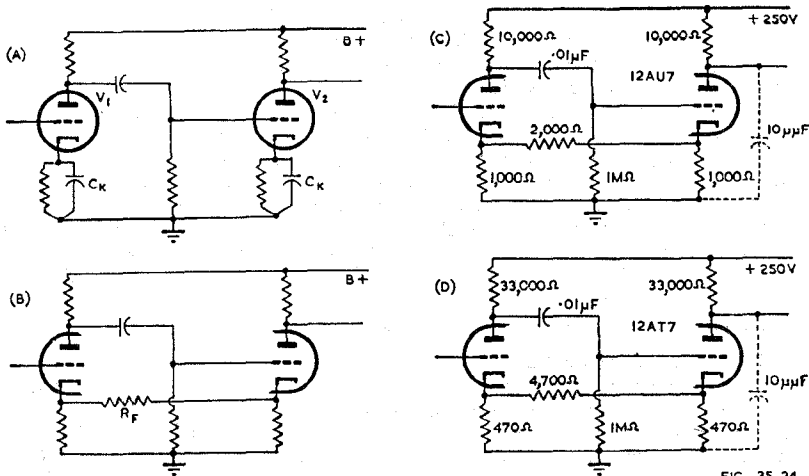 (A)
B+
V1
V2
CK
CK
(B)
B+
RF
(C)
+250V
10,000Ω
10,000Ω
.01μF
12AU7
2,000Ω
10μμF
1,000Ω
1MΩ
1,000Ω
(D)
+250V
33,000Ω
33,000Ω
.01μF
12AT7
4,700Ω
10μμF
470Ω
1MΩ
470Ω
FIG. 25.24